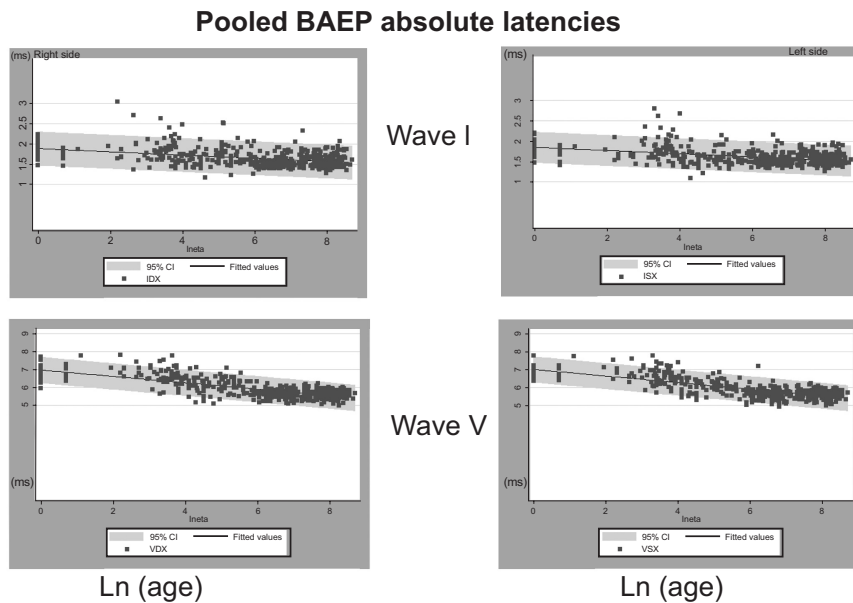 Pooled BAEP absolute latencies
(ms) Right side
3
2.5
2
1.5
1
0 2 4 6 8
lneta
95% CI Fitted values
IDX
Wave I
(ms) Left side
3
2.5
2
1.5
1
0 2 4 6 8
lneta
95% CI Fitted values
ISX
9
8
7
6
5
(ms)
0 2 4 6 8
lneta
95% CI Fitted values
VDX
Wave V
9
8
7
6
5
(ms)
0 2 4 6 8
lneta
95% CI Fitted values
VSX
Ln (age) Ln (age)